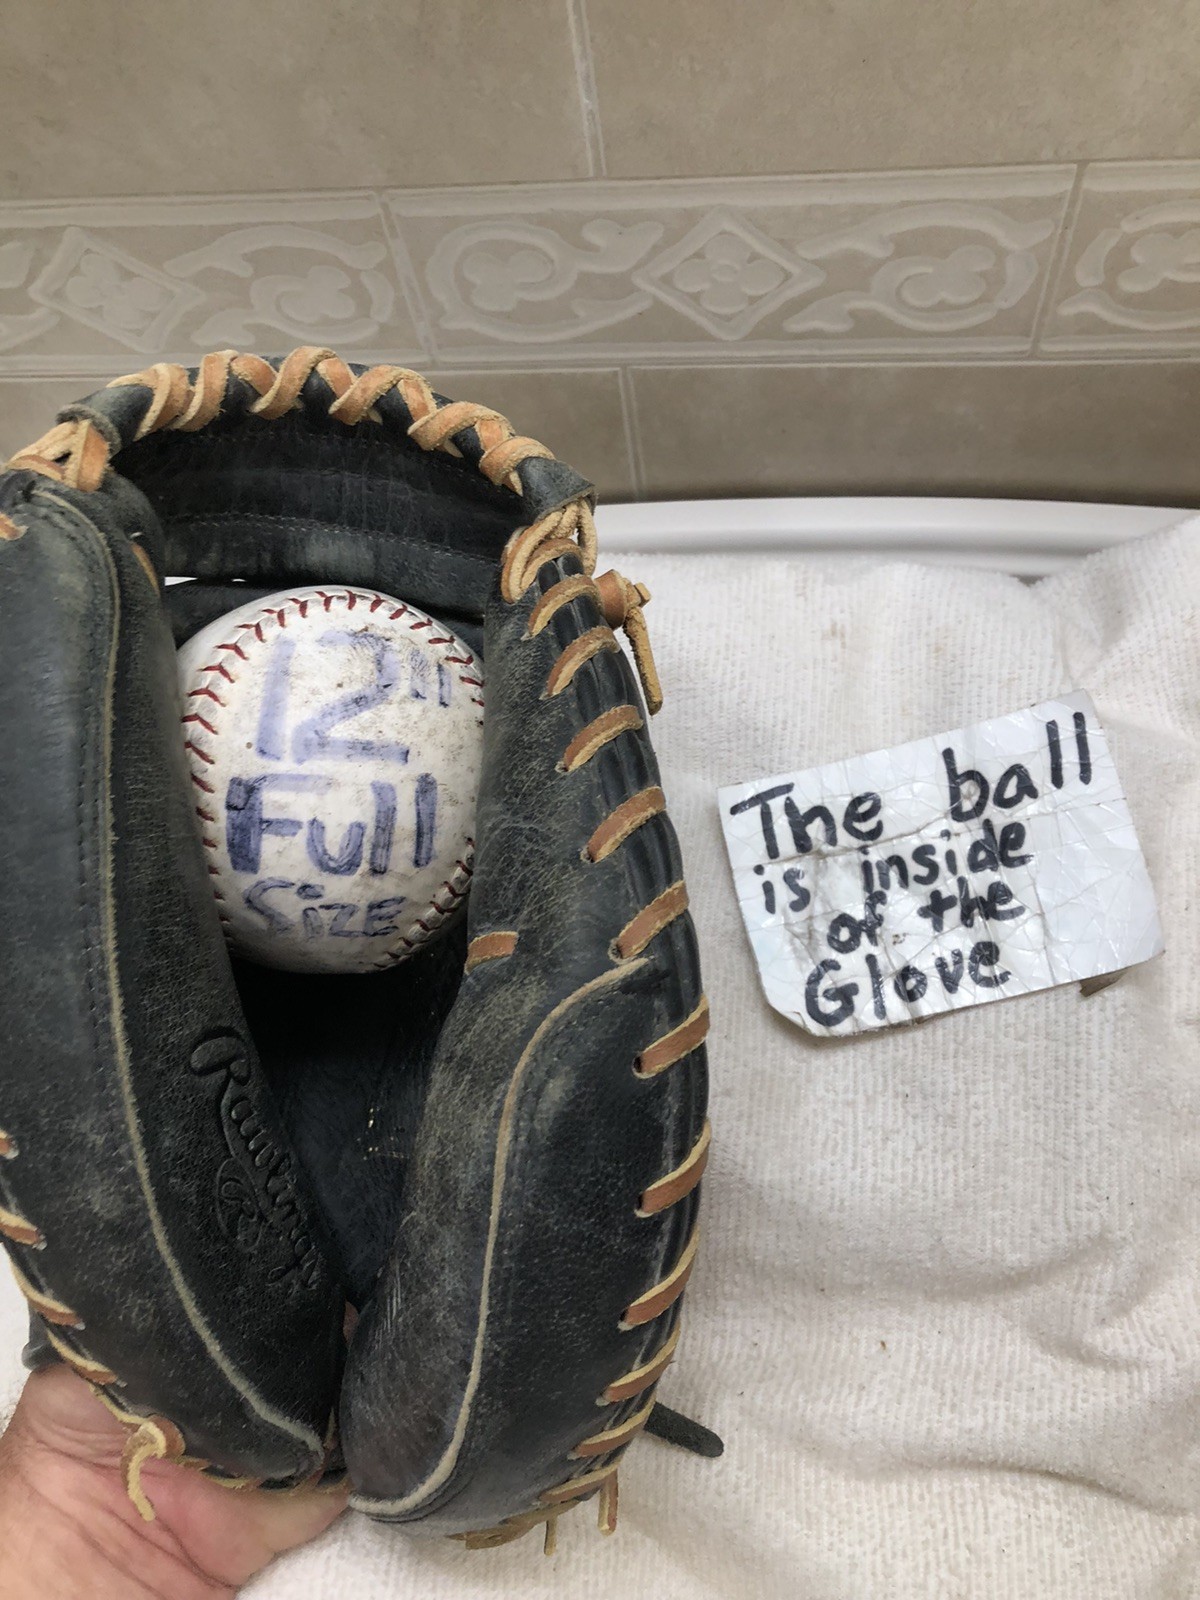 12"
Full
Size
Rawlings
R
The ball
is inside
of the
Glove